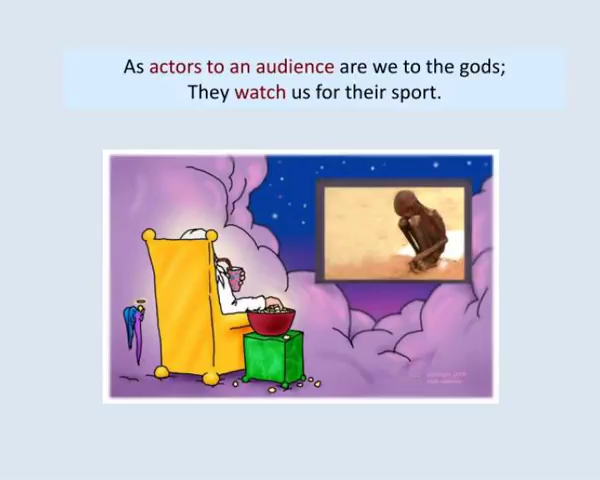 As actors to an audience are we to the gods;
They watch us for their sport.